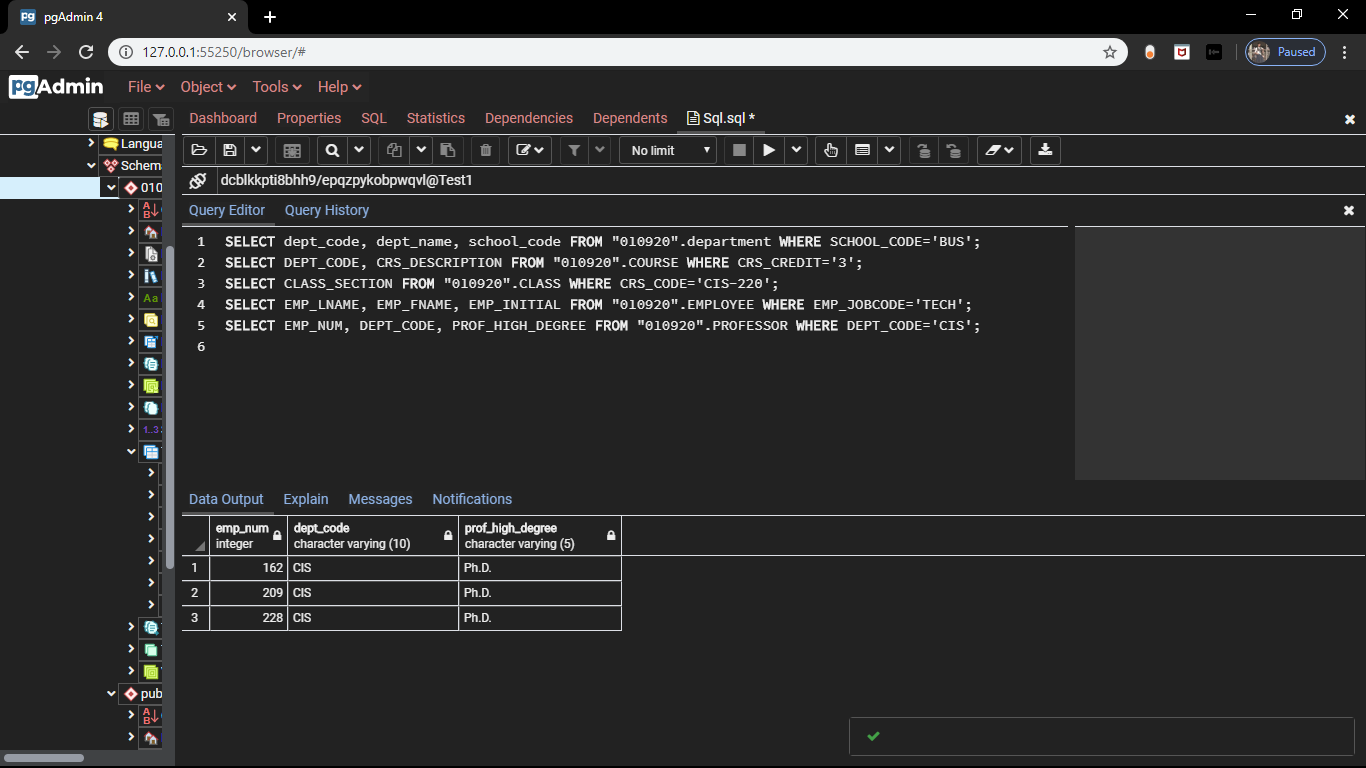 pgAdmin 4
127.0.0.1:55250/browser/#
Paused
pgAdmin
File Object Tools Help
Dashboard Properties SQL Statistics Dependencies Dependents Sql.sql *
No limit
dcblkkpti8bhh9/epqzpykobpwqvl@Test1
Query Editor Query History
1 SELECT dept_code, dept_name, school_code FROM "010920".department WHERE SCHOOL_CODE='BUS';
2 SELECT DEPT_CODE, CRS_DESCRIPTION FROM "010920".COURSE WHERE CRS_CREDIT='3';
3 SELECT CLASS_SECTION FROM "010920".CLASS WHERE CRS_CODE='CIS-220';
4 SELECT EMP_LNAME, EMP_FNAME, EMP_INITIAL FROM "010920".EMPLOYEE WHERE EMP_JOBCODE='TECH';
5 SELECT EMP_NUM, DEPT_CODE, PROF_HIGH_DEGREE FROM "010920".PROFESSOR WHERE DEPT_CODE='CIS';
6
Langua
Schem
010
Aa
1..3
pub
Data Output Explain Messages Notifications
emp_num dept_code prof_high_degree
integer character varying (10) character varying (5)
1 162 CIS Ph.D.
2 209 CIS Ph.D.
3 228 CIS Ph.D.